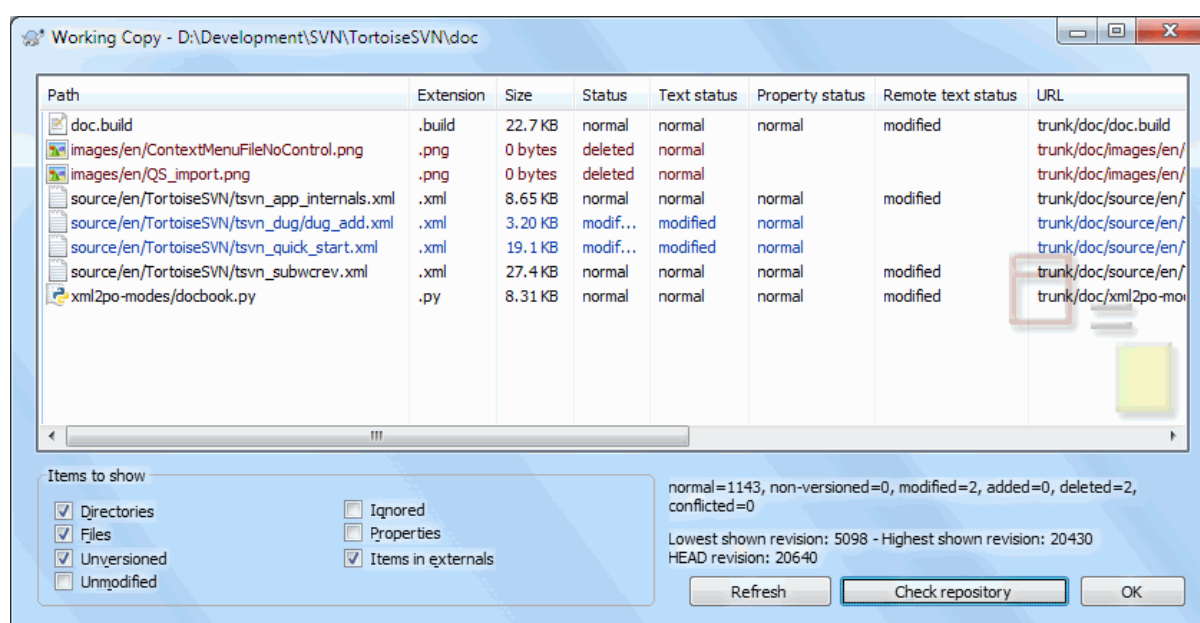 Working Copy - D:\Development\SVN\TortoiseSVN\doc
Path Extension Size Status Text status Property status Remote text status URL
doc.build .build 22.7 KB normal normal normal modified trunk/doc/doc.build
images/en/ContextMenuFileNoControl.png .png 0 bytes deleted normal trunk/doc/images/en/
images/en/QS_import.png .png 0 bytes deleted normal trunk/doc/images/en/
source/en/TortoiseSVN/tsvn_app_internals.xml .xml 8.65 KB normal normal normal modified trunk/doc/source/en/
source/en/TortoiseSVN/tsvn_dug/dug_add.xml .xml 3.20 KB modif... modified normal trunk/doc/source/en/
source/en/TortoiseSVN/tsvn_quick_start.xml .xml 19.1 KB modif... modified normal trunk/doc/source/en/
source/en/TortoiseSVN/tsvn_subwcrev.xml .xml 27.4 KB normal normal normal modified trunk/doc/source/en/
xml2po-modes/docbook.py .py 8.31 KB normal normal normal modified trunk/doc/xml2po-mo
Items to show
Directories Ignored
Files Properties
Unversioned Items in externals
Unmodified
normal=1143, non-versioned=0, modified=2, added=0, deleted=2,
conflicted=0
Lowest shown revision: 5098 - Highest shown revision: 20430
HEAD revision: 20640
Refresh Check repository OK